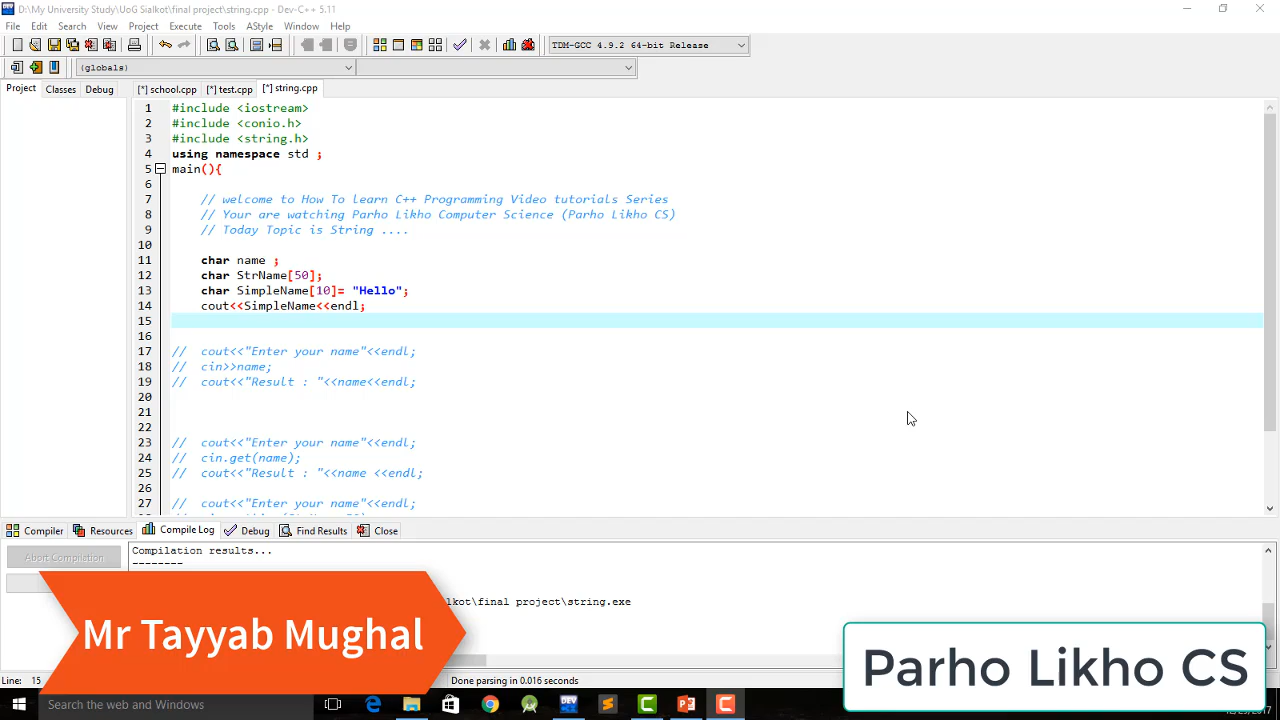 D:\My University Study\UoG Sialkot\final project\string.cpp - Dev-C++ 5.11
File Edit Search View Project Execute Tools AStyle Window Help
TDM-GCC 4.9.2 64-bit Release
(globals)
Project Classes Debug [*] school.cpp [*] test.cpp [*] string.cpp
1 #include <iostream>
2 #include <conio.h>
3 #include <string.h>
4 using namespace std ;
5 main(){
6
7 // welcome to How To learn C++ Programming Video tutorials Series
8 // Your are watching Parho Likho Computer Science (Parho Likho CS)
9 // Today Topic is String ....
10
11 char name ;
12 char StrName[50];
13 char SimpleName[10]= "Hello";
14 cout<<SimpleName<<endl;
15
16
17 // cout<<"Enter your name"<<endl;
18 // cin>>name;
19 // cout<<"Result : "<<name<<endl;
20
21
22
23 // cout<<"Enter your name"<<endl;
24 // cin.get(name);
25 // cout<<"Result : "<<name <<endl;
26
27 // cout<<"Enter your name"<<endl;
Compiler Resources Compile Log Debug Find Results Close
Abort Compilation
Compilation results...
--------
lkot\final project\string.exe
Mr Tayyab Mughal
Parho Likho CS
Line: 15 Done parsing in 0.016 seconds
Search the web and Windows